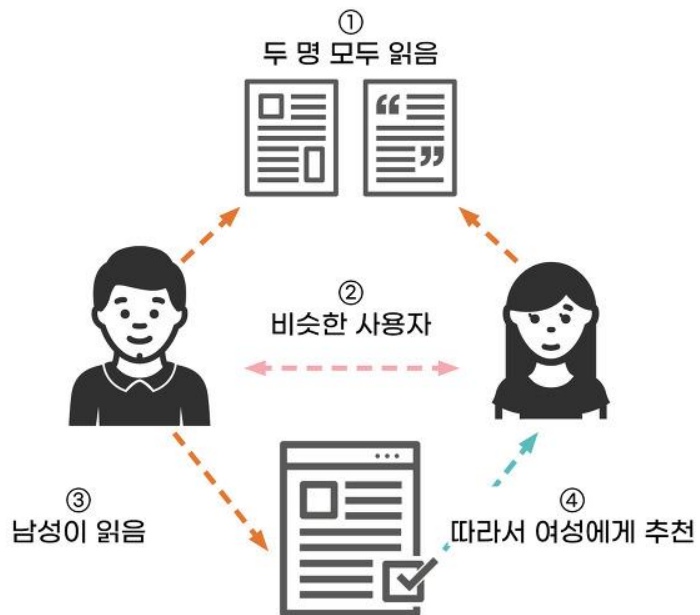 ①
두 명 모두 읽음
②
비슷한 사용자
③
남성이 읽음
④
따라서 여성에게 추천